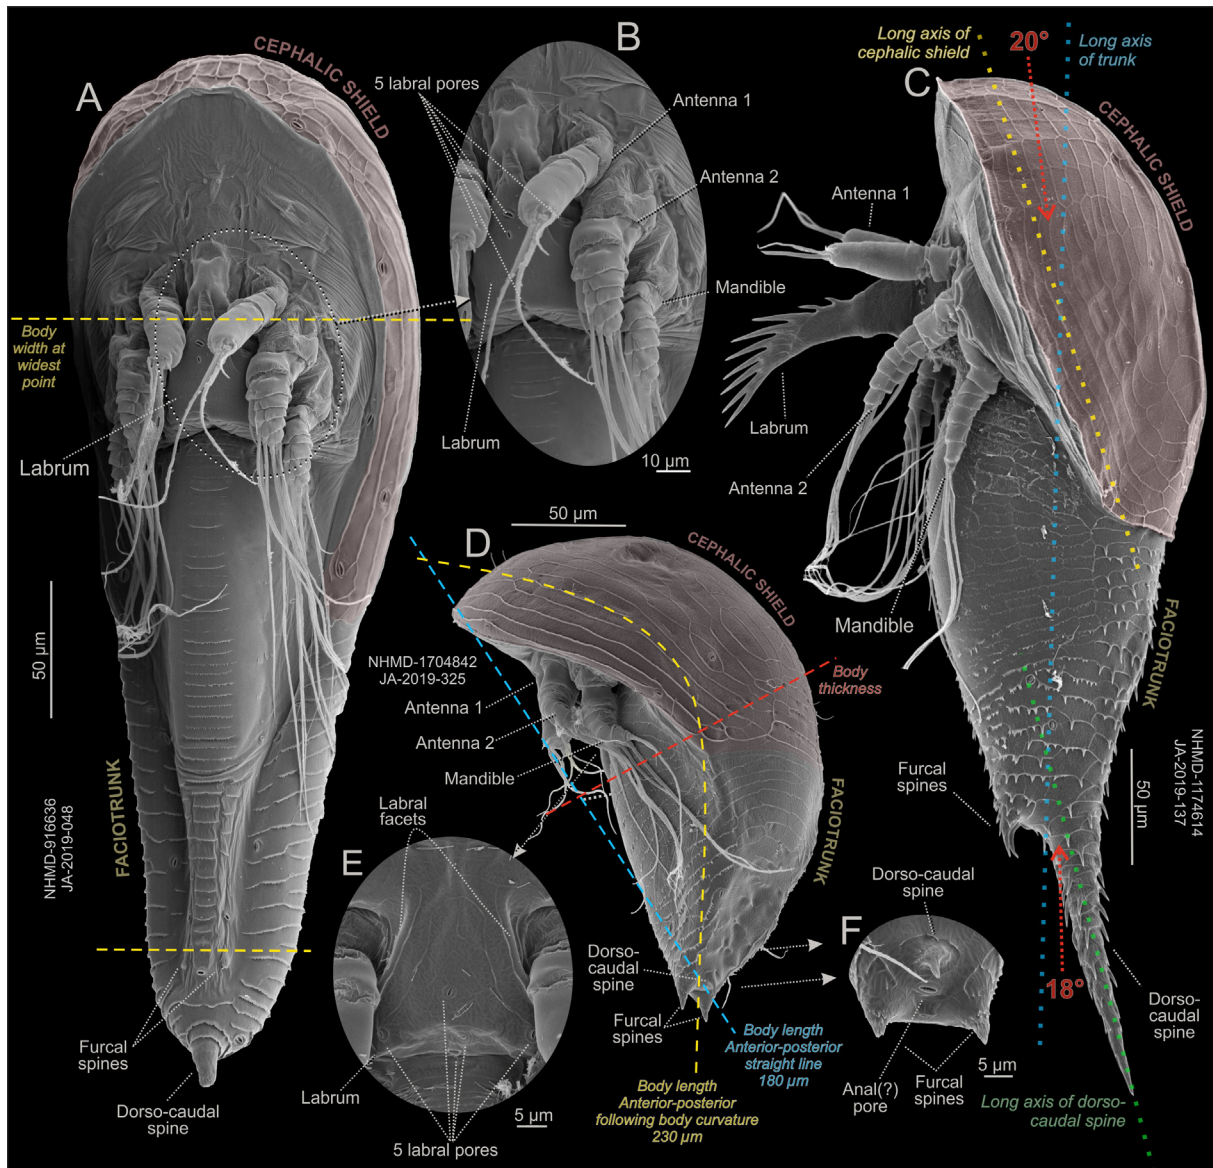 A
CEPHALIC SHIELD
Body
width at
widest
point
Labrum
50 µm
FACIOTRUNK
NHMD-916636
JA-2019-048
Furcal
spines
Dorso-caudal
spine
B
5 labral pores
Antenna 1
Antenna 2
Mandible
Labrum
10 µm
C
Long axis of
cephalic shield
20°
Long axis
of trunk
CEPHALIC SHIELD
Antenna 1
Labrum
Antenna 2
Mandible
FACIOTRUNK
NHMD-1174614
JA-2019-137
50 µm
Furcal
spines
18°
Dorso-
caudal
spine
Long axis of dorso-
caudal spine
D
50 µm
CEPHALIC SHIELD
NHMD-1704842
JA-2019-325
Body
thickness
Antenna 1
Antenna 2
Mandible
FACIOTRUNK
Dorso-
caudal
spine
Furcal
spines
Body length
Anterior-posterior
straight line
180 µm
Body length
Anterior-posterior
following body curvature
230 µm
E
Labral
facets
Labrum
5 labral pores
5 µm
F
Dorso-caudal
spine
Anal(?)
pore
Furcal
spines
5 µm